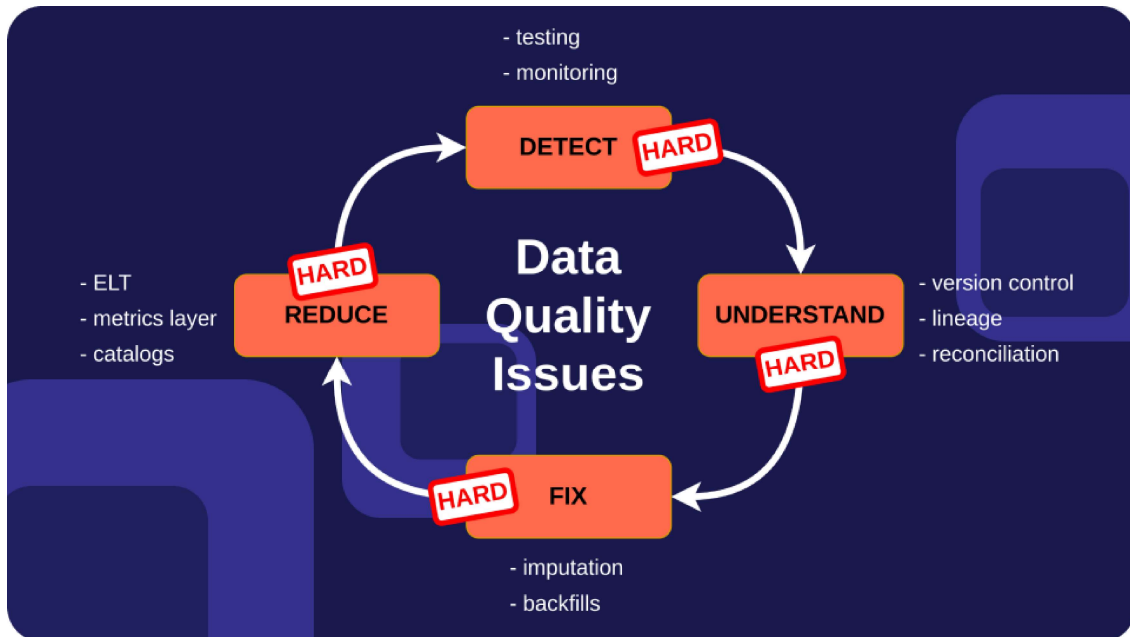 - testing
- monitoring
DETECT
HARD
Data
Quality
Issues
HARD
REDUCE
- ELT
- metrics layer
- catalogs
UNDERSTAND
HARD
- version control
- lineage
- reconciliation
HARD
FIX
- imputation
- backfills